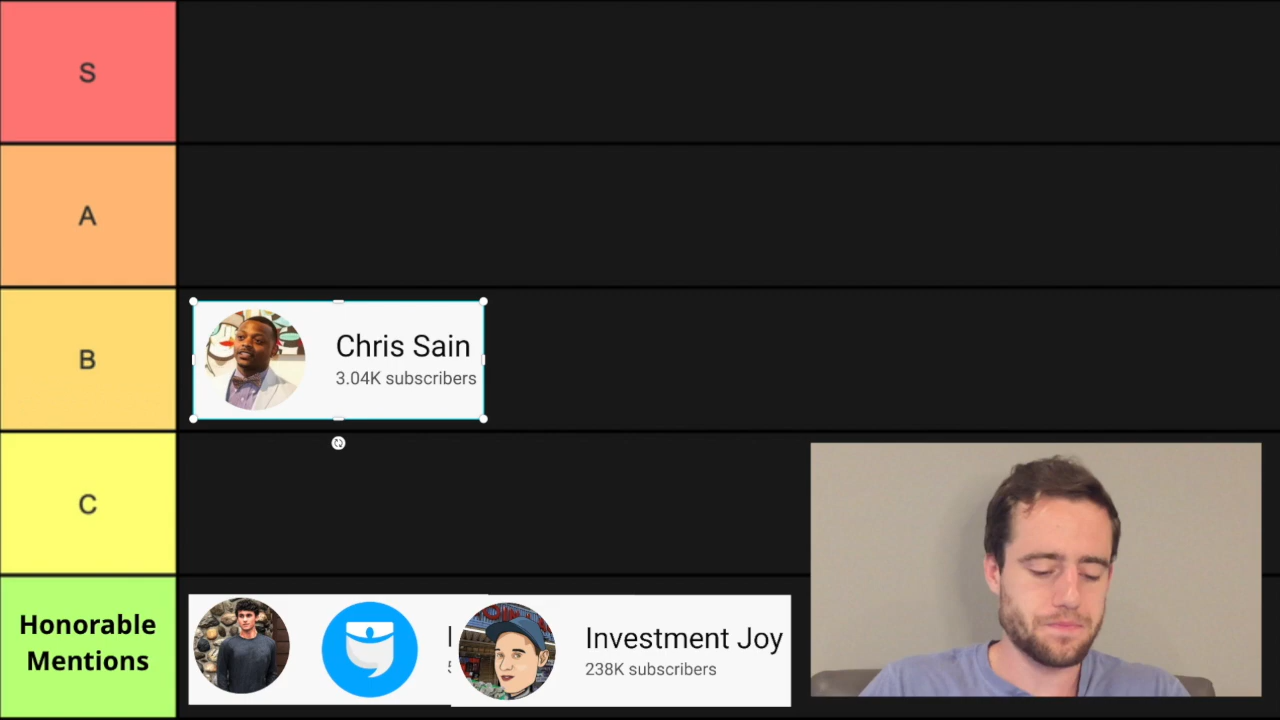 S
A
B
Chris Sain
3.04K subscribers
C
Honorable
Mentions
Investment Joy
238K subscribers